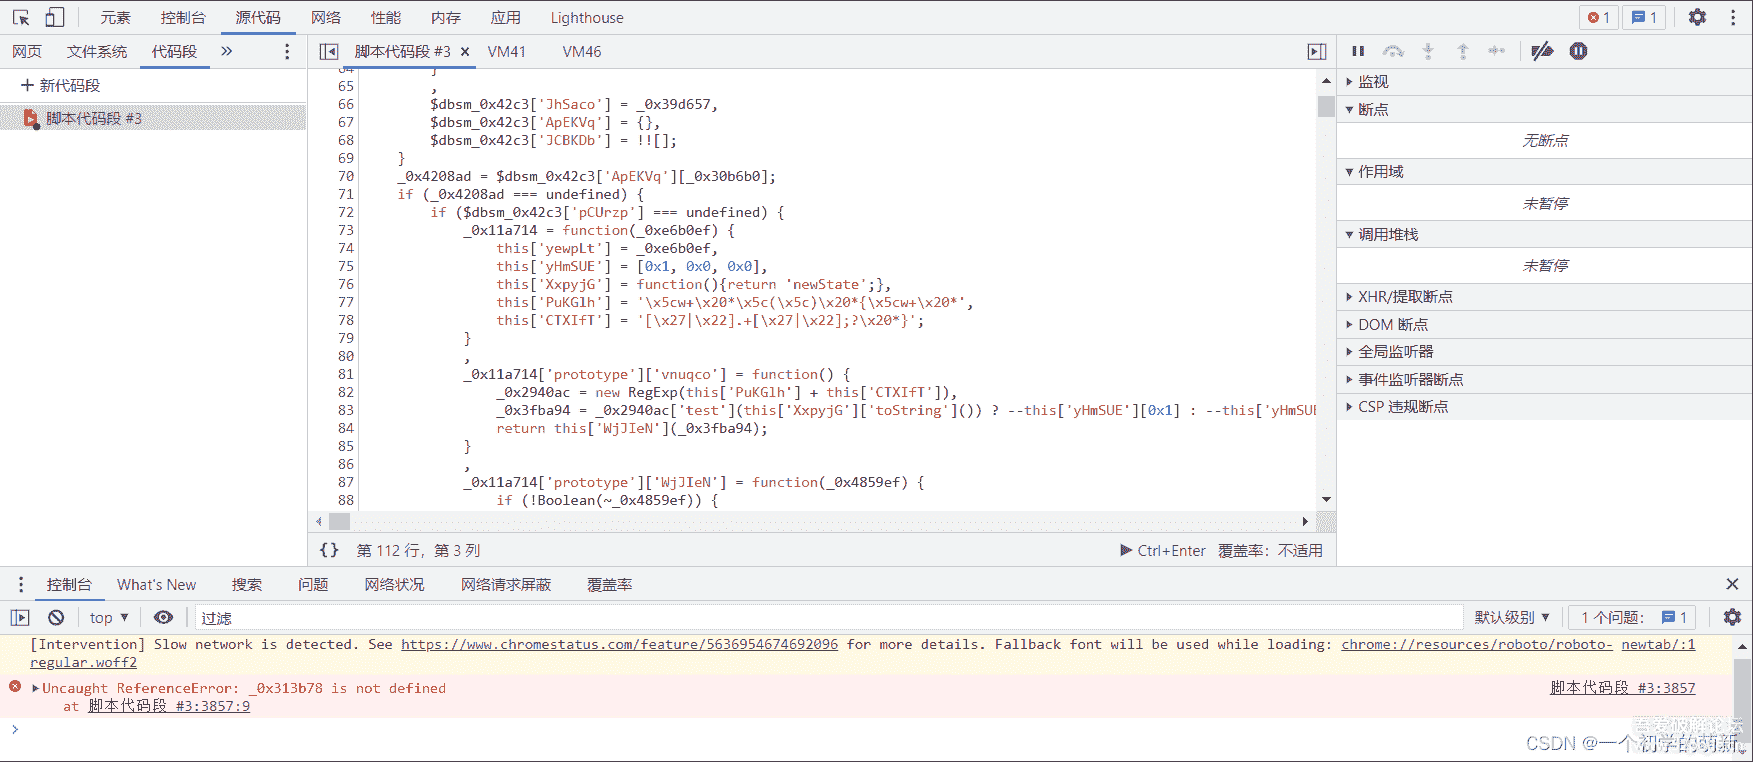 元素 控制台 源代码 网络 性能 内存 应用 Lighthouse 1 1
网页 文件系统 代码段 » 脚本代码段 #3 × VM41 VM46
+ 新代码段
脚本代码段 #3
64 }
65 ,
66 $dbsm_0x42c3['JhSaco'] = _0x39d657,
67 $dbsm_0x42c3['ApEKVq'] = {},
68 $dbsm_0x42c3['JCBKDb'] = !![];
69 }
70 _0x4208ad = $dbsm_0x42c3['ApEKVq'][_0x30b6b0];
71 if (_0x4208ad === undefined) {
72 if ($dbsm_0x42c3['pCUrzp'] === undefined) {
73 _0x11a714 = function(_0xe6b0ef) {
74 this['yewpLt'] = _0xe6b0ef,
75 this['yHmSUE'] = [0x1, 0x0, 0x0],
76 this['XxpyjG'] = function(){return 'newState';},
77 this['PuKGlh'] = '\x5cw+\x20*\x5c(\x5c)\x20*{\x5cw+\x20*',
78 this['CTXIfT'] = '[\x27|\x22].+[\x27|\x22];?\x20*}';
79 }
80 ,
81 _0x11a714['prototype']['vnuqco'] = function() {
82 _0x2940ac = new RegExp(this['PuKGlh'] + this['CTXIfT']),
83 _0x3fba94 = _0x2940ac['test'](this['XxpyjG']['toString']()) ? --this['yHmSUE'][0x1] : --this['yHmSUE
84 return this['WjJIeN'](_0x3fba94);
85 }
86 ,
87 _0x11a714['prototype']['WjJIeN'] = function(_0x4859ef) {
88 if (!Boolean(~_0x4859ef)) {
{} 第 112 行，第 3 列 Ctrl+Enter 覆盖率：不适用
监视
断点
无断点
作用域
未暂停
调用堆栈
未暂停
XHR/提取断点
DOM 断点
全局监听器
事件监听器断点
CSP 违规断点
控制台 What's New 搜索 问题 网络状况 网络请求屏蔽 覆盖率
top ▼ 过滤 默认级别 ▼ 1 个问题： 1
[Intervention] Slow network is detected. See https://www.chromestatus.com/feature/5636954674692096 for more details. Fallback font will be used while loading: chrome://resources/roboto/roboto- newtab/:1
regular.woff2
Uncaught ReferenceError: _0x313b78 is not defined 脚本代码段 #3:3857
at 脚本代码段 #3:3857:9
>
CSDN @一个初学的萌新。